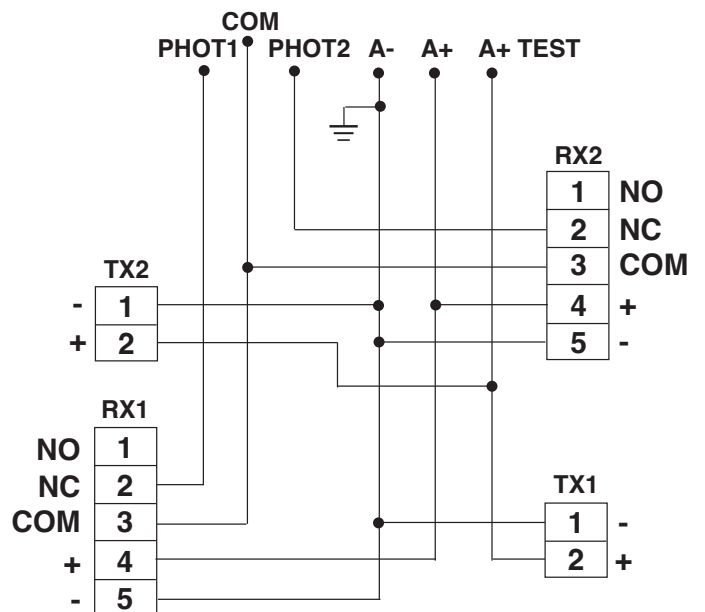 COM
PHOT1 PHOT2 A- A+ A+ TEST
RX2
1 NO
2 NC
3 COM
4 +
5 -
TX2
- 1
+ 2
RX1
NO 1
NC 2
COM 3
+ 4
- 5
TX1
1 -
2 +